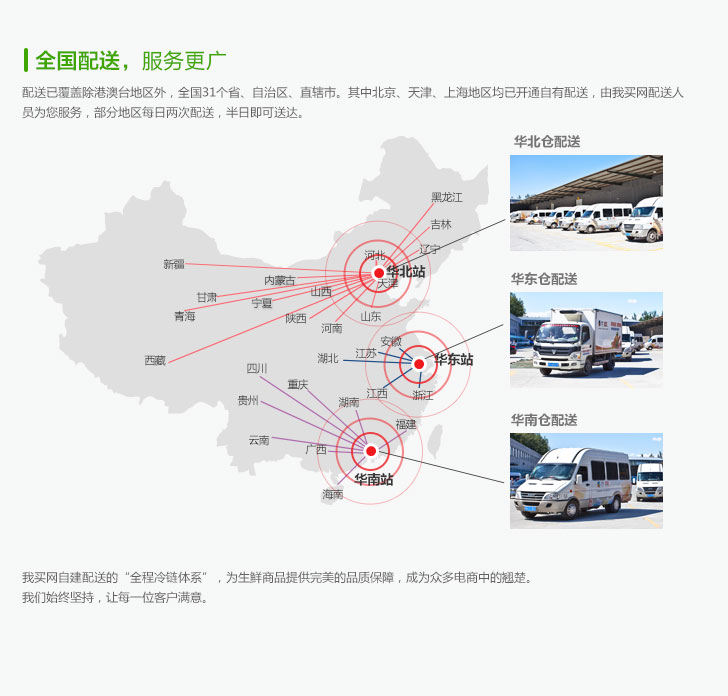 全国配送，服务更广
配送已覆盖除港澳台地区外，全国31个省、自治区、直辖市。其中北京、天津、上海地区均已开通自有配送，由我买网配送人
员为您服务，部分地区每日两次配送，半日即可送达。
华北仓配送
黑龙江
吉林
辽宁
河北
新疆
华北站
内蒙古
天津
华东仓配送
甘肃
宁夏
山西
青海
陕西
山东
河南
安徽
江苏
湖北
华东站
西藏
四川
重庆
江西
浙江
贵州
湖南
华南仓配送
福建
云南
广西
华南站
海南
我买网自建配送的“全程冷链体系”，为生鲜商品提供完美的品质保障，成为众多电商中的翘楚。
我们始终坚持，让每一位客户满意。